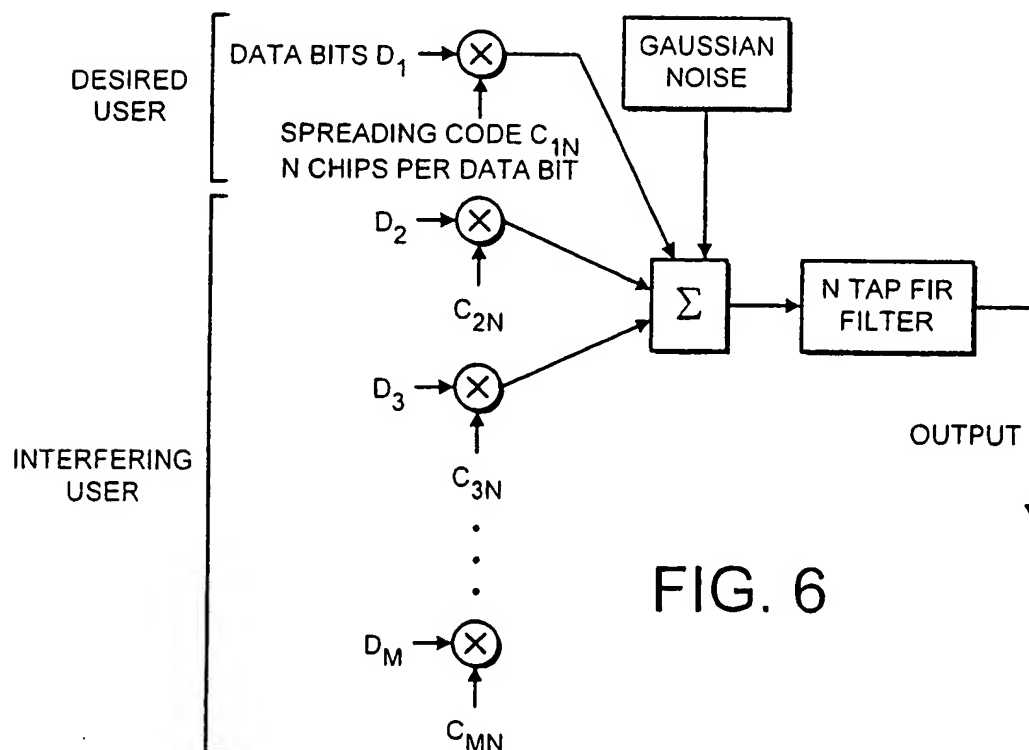 DESIRED
USER
DATA BITS D1
SPREADING CODE C1N
N CHIPS PER DATA BIT
GAUSSIAN
NOISE
D2
C2N
Σ
N TAP FIR
FILTER
D3
C3N
OUTPUT
INTERFERING
USER
DM
CMN
FIG. 6